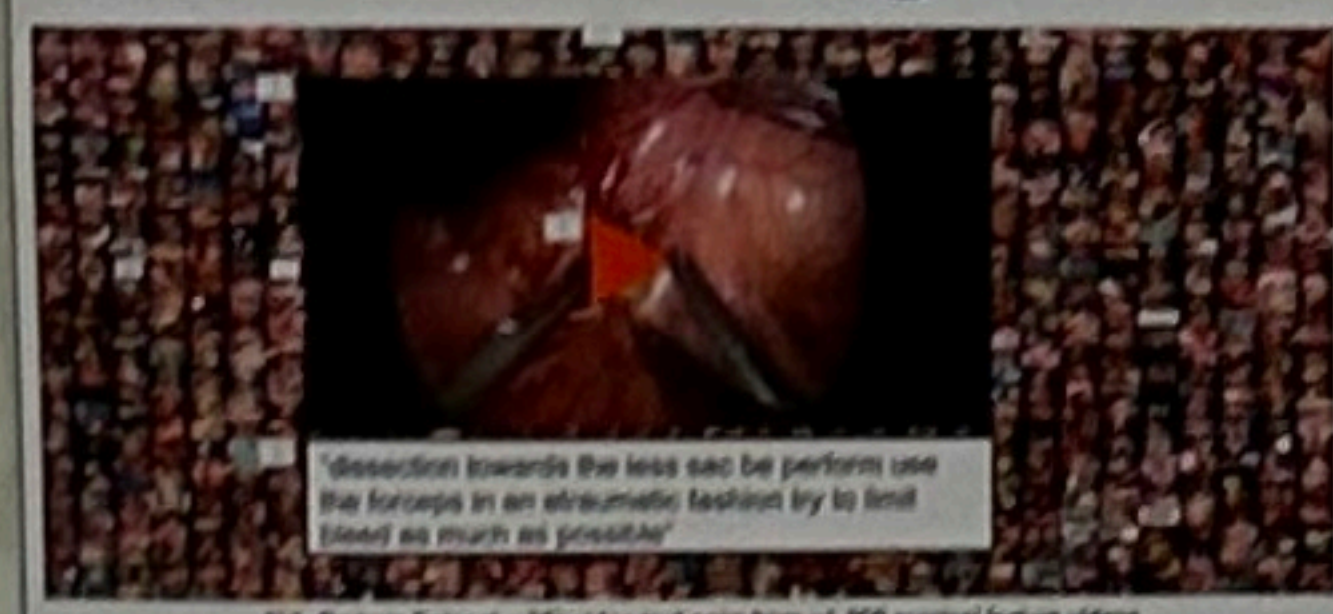 "dissection towards the less sac be perform use
the forceps in an atraumatic fashion try to limit
bleed as much as possible"